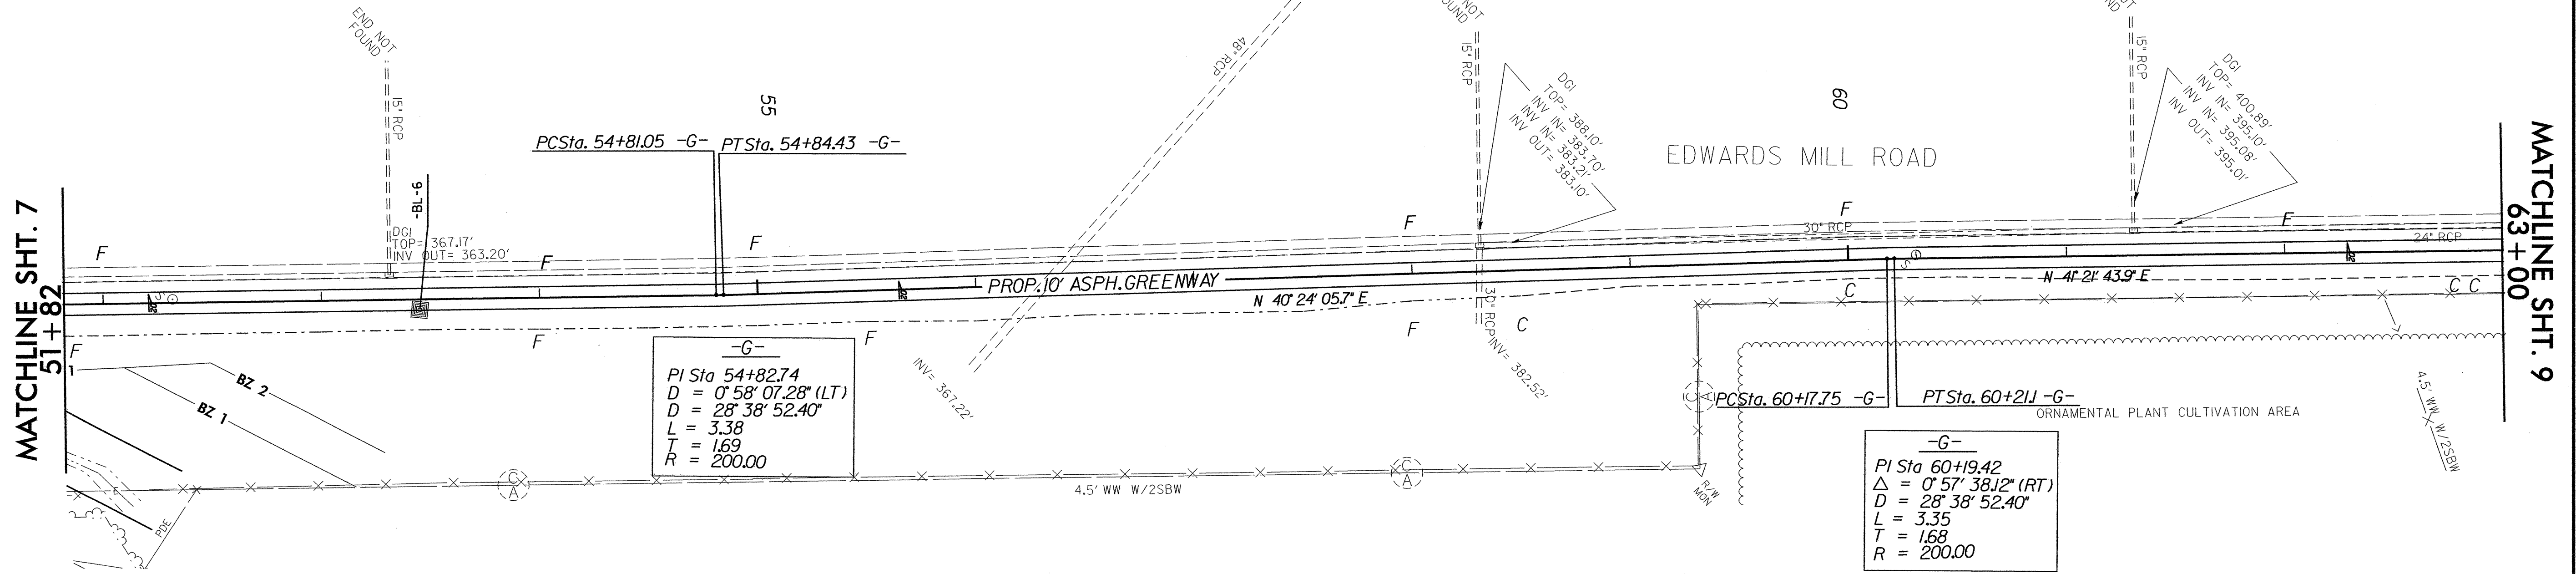 MATCHLINE SHT. 7
51+82
END NOT
FOUND
15" RCP
-BL-6
DGI
TOP= 367.17'
INV OUT= 363.20'
PCSta. 54+81.05 -G-
PTSta. 54+84.43 -G-
55
48" RCP
NOT
15" RCP
DGI
TOP= 388.10'
INV IN= 383.70'
INV IN= 383.21'
INV OUT= 383.10'
60
EDWARDS MILL ROAD
15" RCP
DGI
TOP= 400.89'
INV IN= 395.10'
INV IN= 395.08'
INV OUT= 395.01'
MATCHLINE SHT. 9
63+00
F
F
F
F
F
F
30" RCP
24" RCP
S
S
PROP. 10' ASPH. GREENWAY
N 40° 24' 05.7" E
N 41° 21' 43.9" E
30" RCP
INV= 382.52'
C
C
C C
F
F
F
F
1
BZ 2
BZ 1
INV= 367.22'
-G-
PI Sta 54+82.74
D = 0° 58' 07.28" (LT)
D = 28° 38' 52.40"
L = 3.38
T = 1.69
R = 200.00
C
A
PCSta. 60+17.75 -G-
PTSta. 60+21.1 -G-
ORNAMENTAL PLANT CULTIVATION AREA
4.5' WW W/2SBW
C
A
4.5' WW W/2SBW
C
A
R/W
MON
E
PDE
-G-
PI Sta 60+19.42
△ = 0° 57' 38.12" (RT)
D = 28° 38' 52.40"
L = 3.35
T = 1.68
R = 200.00